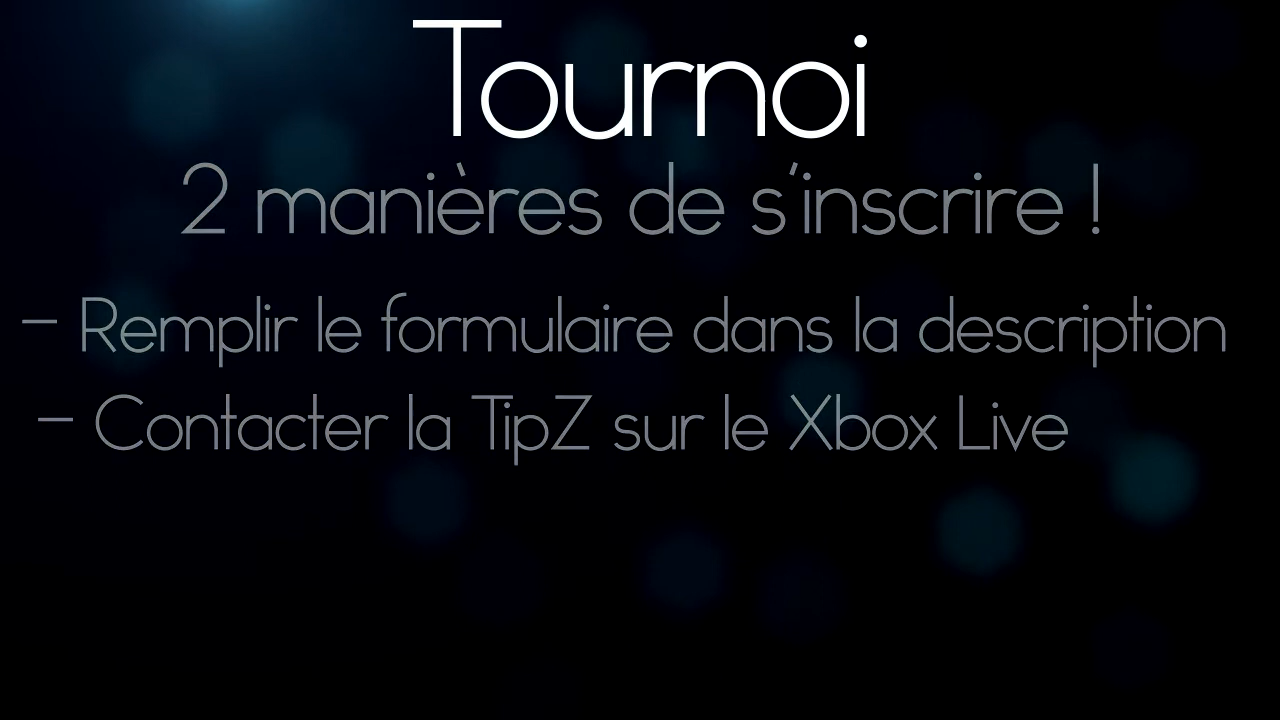 Tournoi
2 manières de s'inscrire !
- Remplir le formulaire dans la description
- Contacter la TipZ sur le Xbox Live